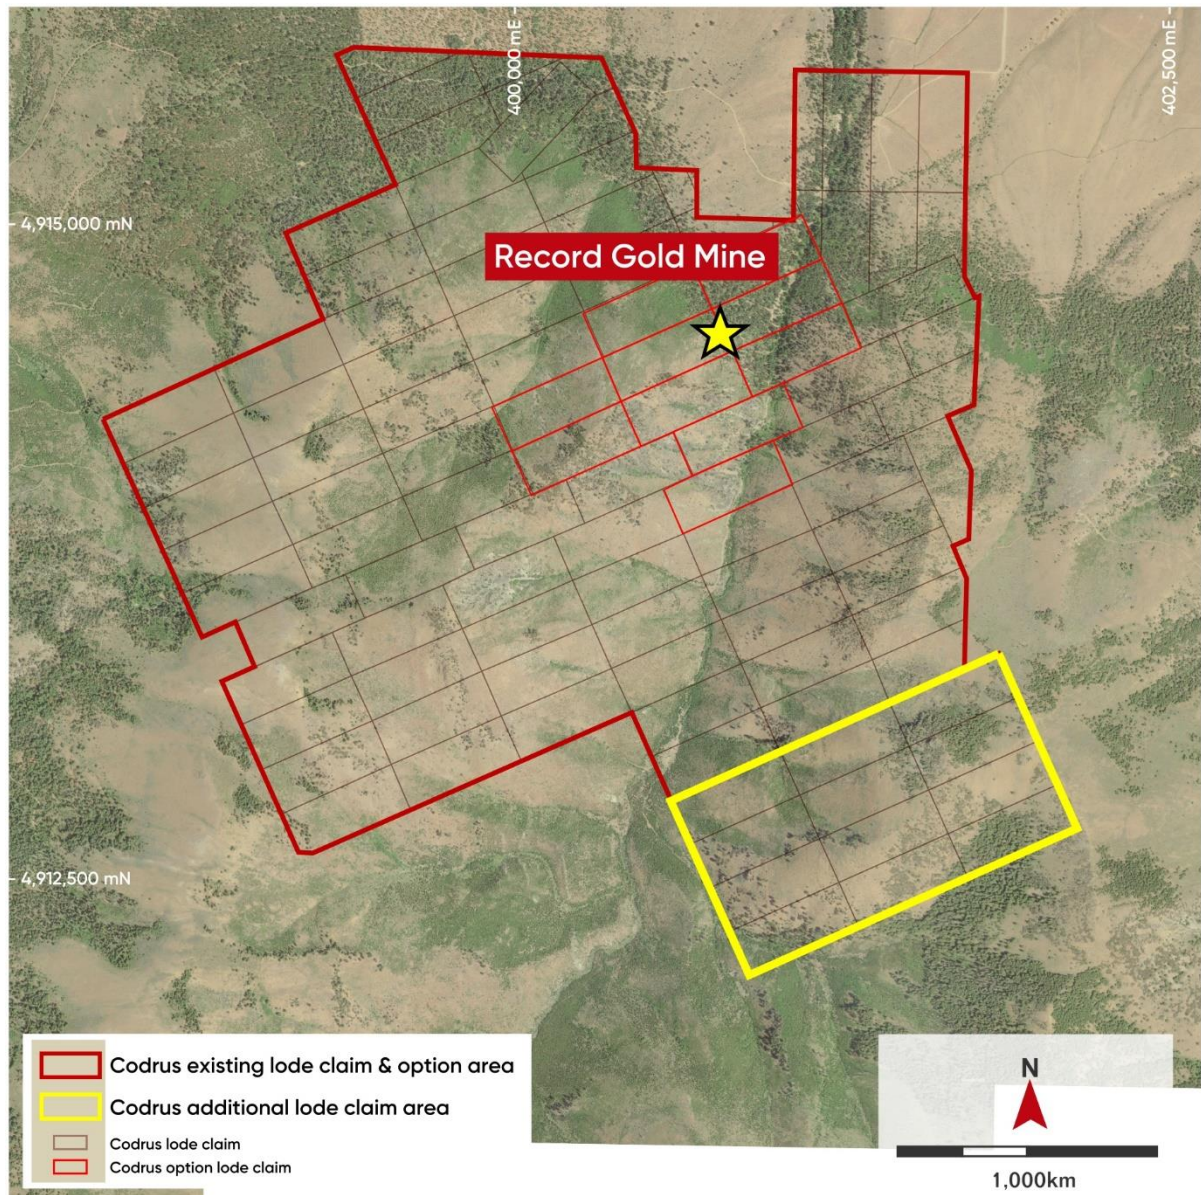 400,000 mE
402,500 mE
4,915,000 mN
Record Gold Mine
4,912,500 mN
Codrus existing lode claim & option area
Codrus additional lode claim area
Codrus lode claim
Codrus option lode claim
N
1,000km